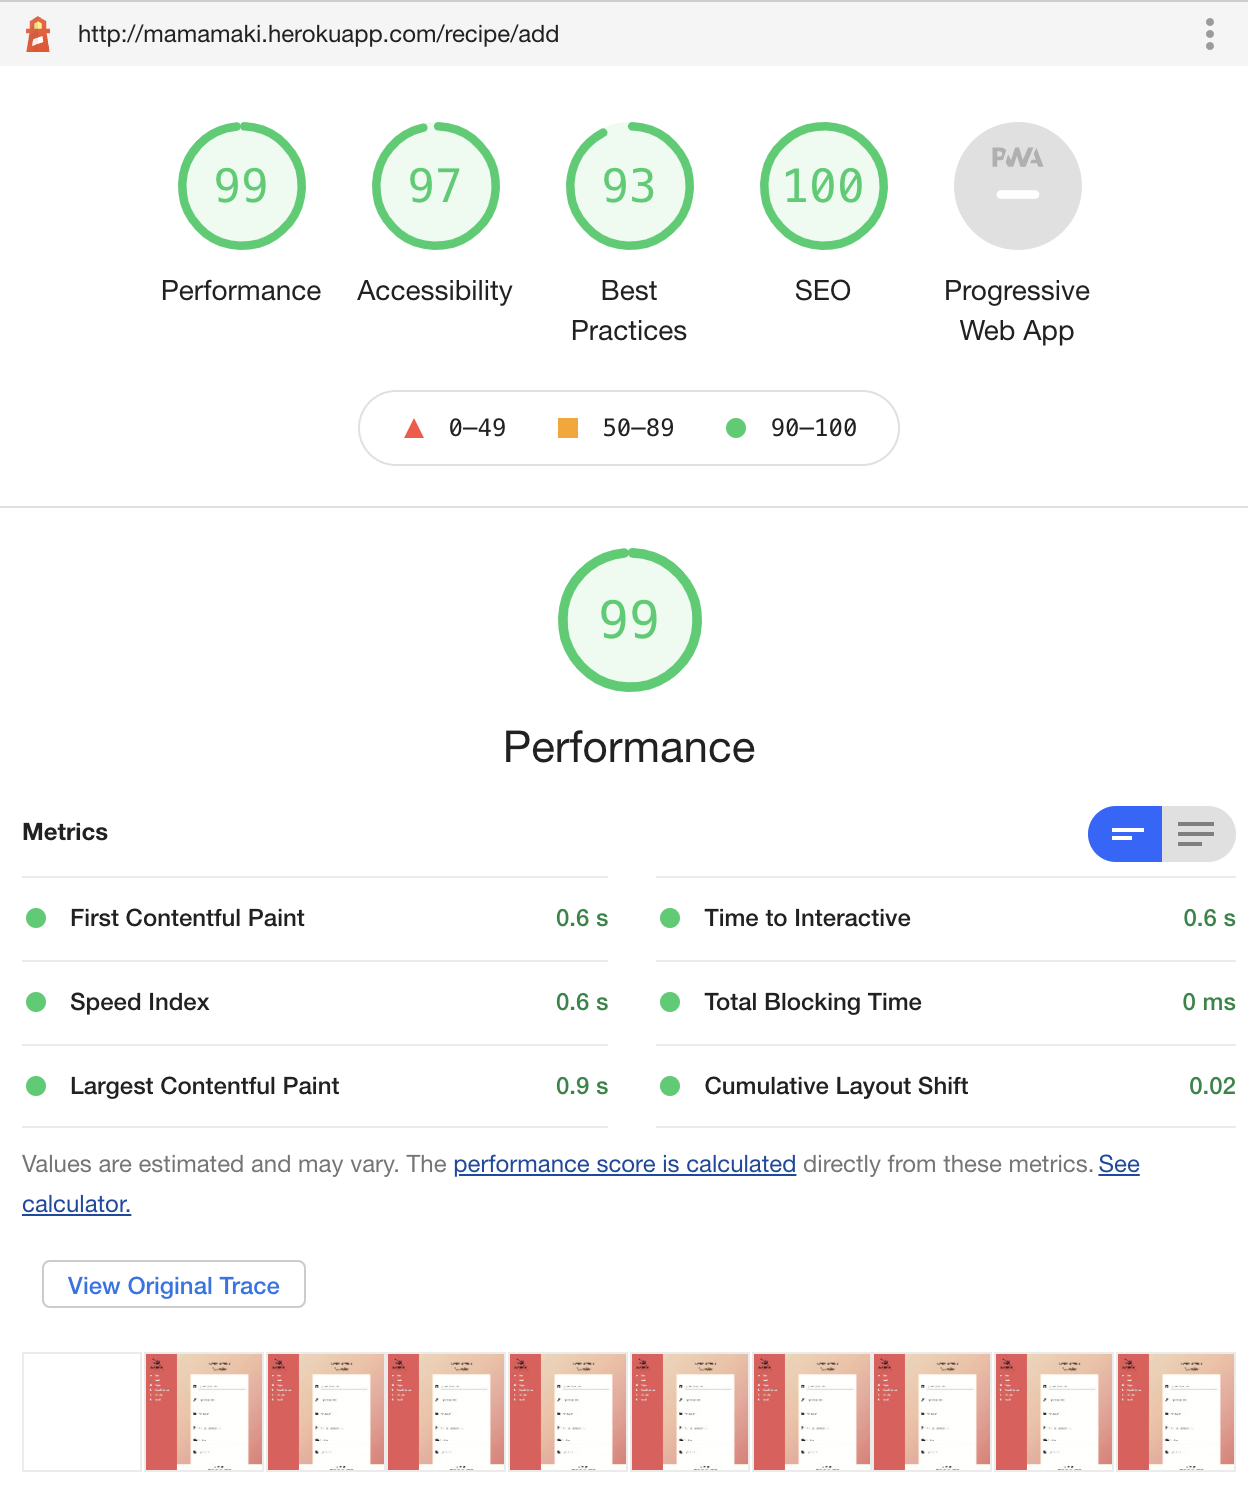 http://mamamaki.herokuapp.com/recipe/add
99
97
93
100
PWA
Performance
Accessibility
Best
Practices
SEO
Progressive
Web App
0–49
50–89
90–100
99
Performance
Metrics
First Contentful Paint 0.6 s
Time to Interactive 0.6 s
Speed Index 0.6 s
Total Blocking Time 0 ms
Largest Contentful Paint 0.9 s
Cumulative Layout Shift 0.02
Values are estimated and may vary. The performance score is calculated directly from these metrics. See
calculator.
View Original Trace